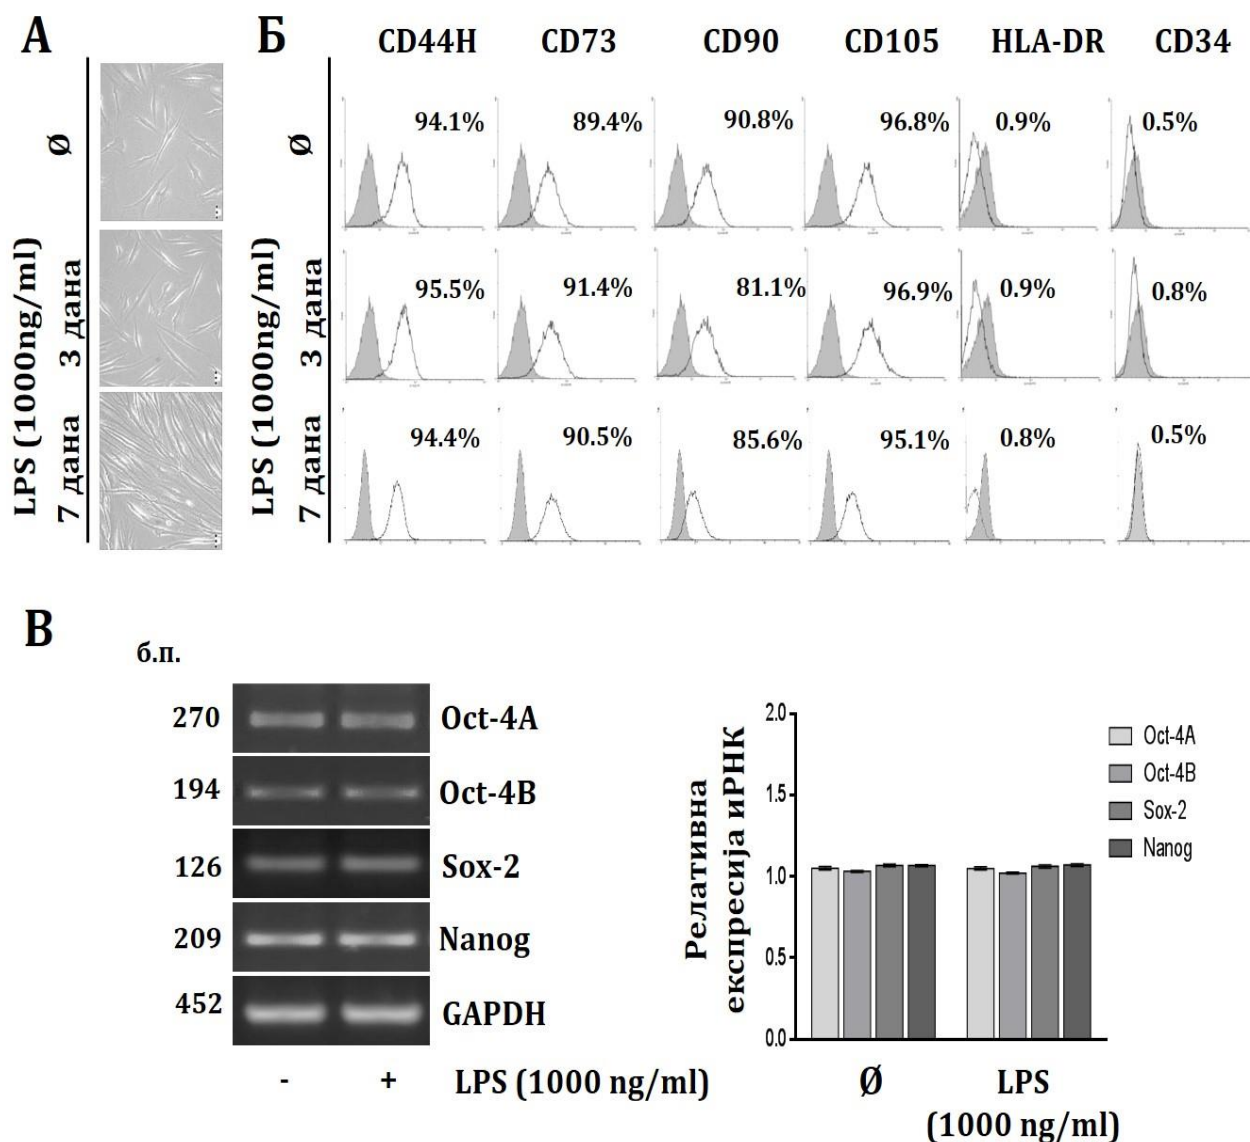 А
Б
CD44H CD73 CD90 CD105 HLA-DR CD34
Ø
Ø
94.1% 89.4% 90.8% 96.8% 0.9% 0.5%
LPS (1000ng/ml)
3 дана
LPS (1000ng/ml)
3 дана
95.5% 91.4% 81.1% 96.9% 0.9% 0.8%
7 дана
7 дана
94.4% 90.5% 85.6% 95.1% 0.8% 0.5%
В
б.п.
270 Oct-4A
194 Oct-4B
126 Sox-2
209 Nanog
452 GAPDH
- + LPS (1000 ng/ml)
Релативна
експресија иРНК
2.0
1.5
1.0
0.5
0.0
Oct-4A
Oct-4B
Sox-2
Nanog
Ø LPS
(1000 ng/ml)